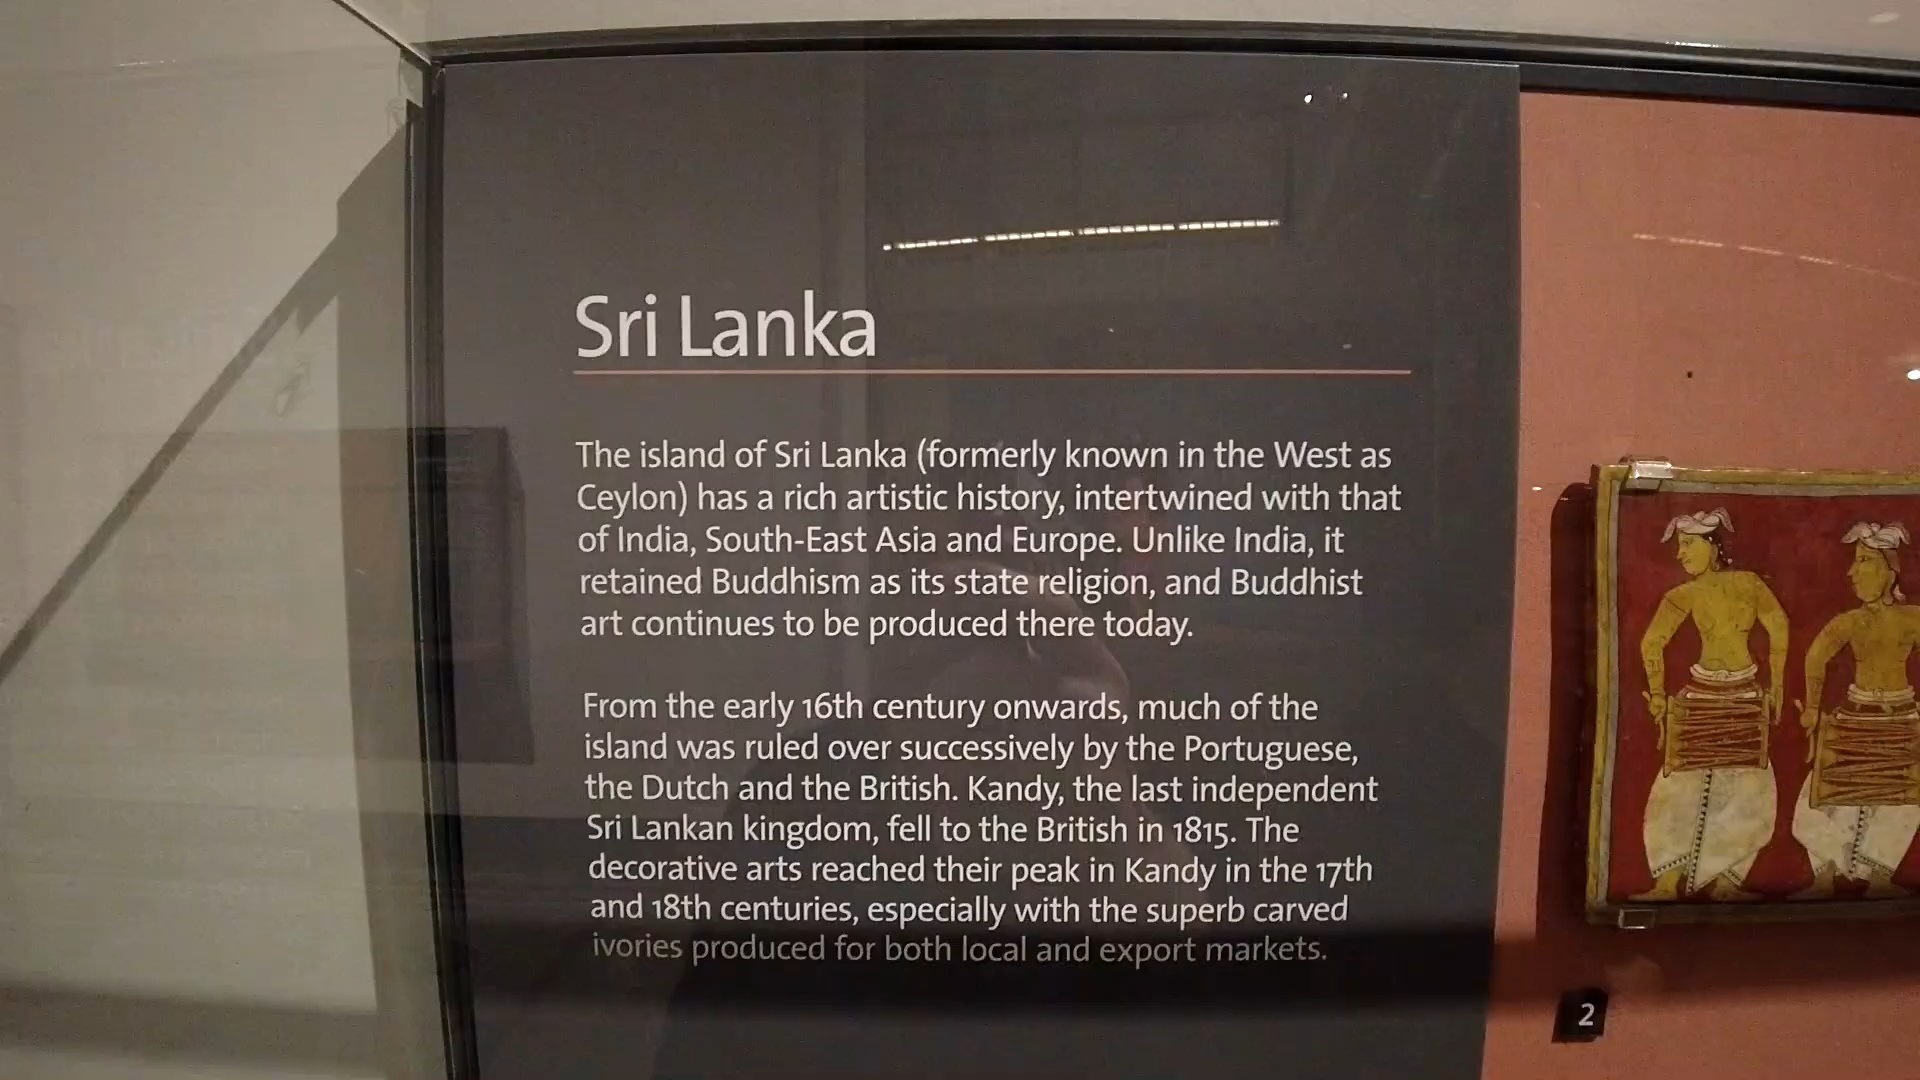 Sri Lanka
The island of Sri Lanka (formerly known in the West as
Ceylon) has a rich artistic history, intertwined with that
of India, South-East Asia and Europe. Unlike India, it
retained Buddhism as its state religion, and Buddhist
art continues to be produced there today.
From the early 16th century onwards, much of the
island was ruled over successively by the Portuguese,
the Dutch and the British. Kandy, the last independent
Sri Lankan kingdom, fell to the British in 1815. The
decorative arts reached their peak in Kandy in the 17th
and 18th centuries, especially with the superb carved
ivories produced for both local and export markets.
2